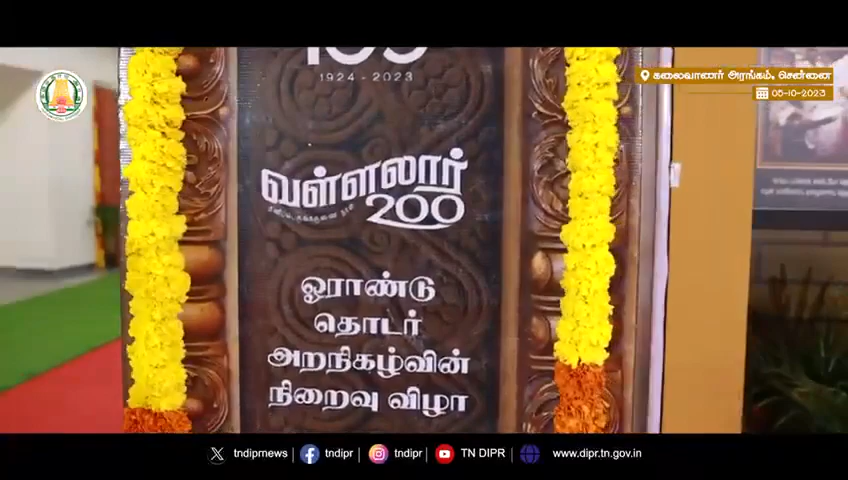 1924 - 2023
வள்ளலார்
200
ஓராண்டு
தொடர்
அறநிகழ்வின்
நிறைவு விழா
கலைவாணர் அரங்கம், சென்னை
05-10-2023
tndiprnews | tndipr | tndipr | TN DIPR | www.dipr.tn.gov.in